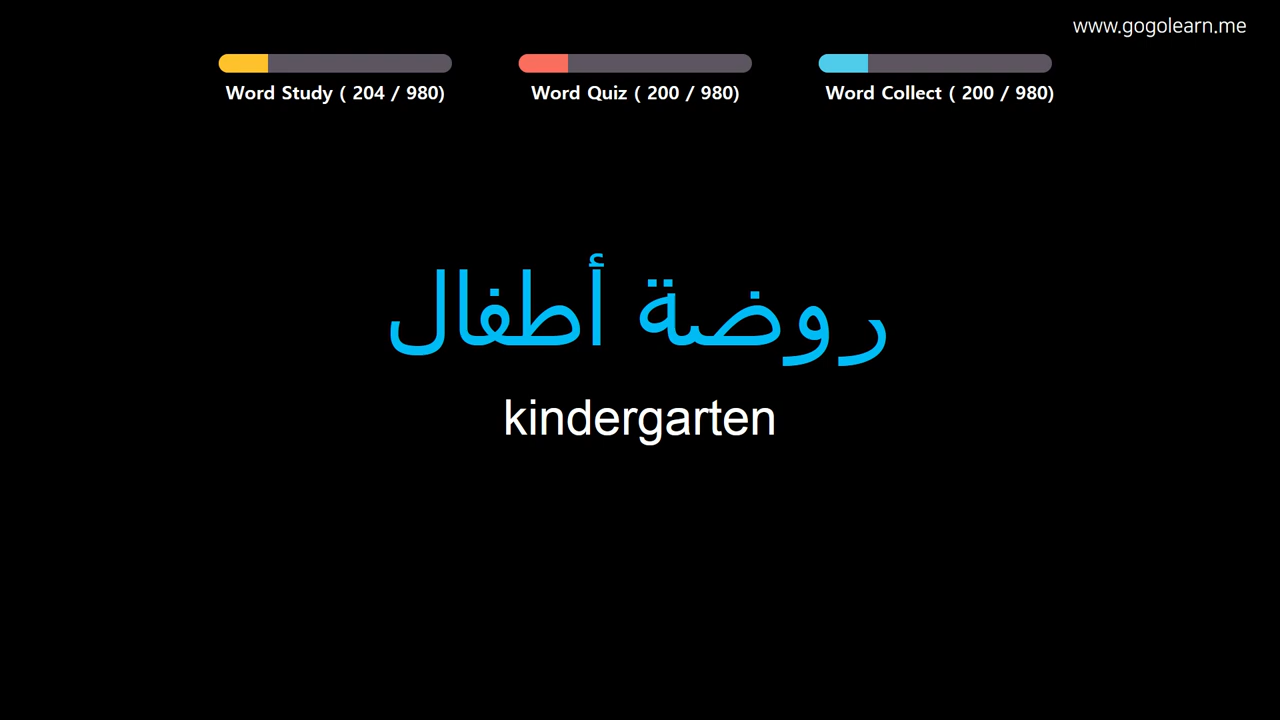 www.gogolearn.me
Word Study ( 204 / 980)
Word Quiz ( 200 / 980)
Word Collect ( 200 / 980)
روضة أطفال
kindergarten